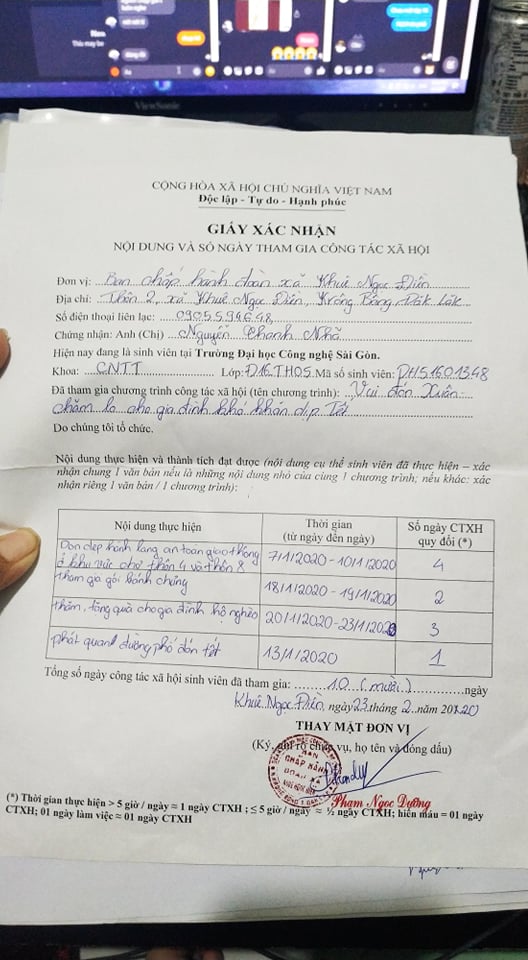 ViewSonic
CỘNG HÒA XÃ HỘI CHỦ NGHĨA VIỆT NAM
Độc lập - Tự do - Hạnh phúc
GIẤY XÁC NHẬN
NỘI DUNG VÀ SỐ NGÀY THAM GIA CÔNG TÁC XÃ HỘI
Đơn vị: Ban chấp hành đoàn xã Khuê Ngọc Điền
Địa chỉ: Thôn 2, xã Khuê Ngọc Điền, Krông Bông, Đắk Lắk
Số điện thoại liên lạc: 0905594648
Chứng nhận: Anh (Chị) Nguyễn Thanh Nhã
Hiện nay đang là sinh viên tại Trường Đại học Công nghệ Sài Gòn.
Khoa: CNTT Lớp: D16.TH05 Mã số sinh viên: DH51601348
Đã tham gia chương trình công tác xã hội (tên chương trình): Vui đón Xuân
chăm lo cho gia đình khó khăn dịp Tết
Do chúng tôi tổ chức.
Nội dung thực hiện và thành tích đạt được (nội dung cụ thể sinh viên đã thực hiện – xác
nhận chung 1 văn bản nếu là những nội dung nhỏ của cùng 1 chương trình; nếu khác: xác
nhận riêng 1 văn bản / 1 chương trình):
Nội dung thực hiện Thời gian (từ ngày đến ngày) Số ngày CTXH quy đổi (*)
Dọn dẹp hành lang an toàn giao thông
ở khu vực chợ thôn 4 và thôn 8 7/1/2020 - 10/1/2020 4
tham gia gói bánh chưng 18/1/2020 - 19/1/2020 2
thăm, tặng quà cho gia đình hộ nghèo 20/1/2020 - 23/1/2020 3
phát quang đường phố đón tết 13/1/2020 1
Tổng số ngày công tác xã hội sinh viên đã tham gia: 10 (mười) ngày
Khuê Ngọc Điền, ngày 23 tháng 2 năm 2020
THAY MẶT ĐƠN VỊ
(Ký, ghi rõ chức vụ, họ tên và đóng dấu)
BAN
CHẤP HÀNH
ĐOÀN XÃ
Phạm Ngọc Dưỡng
(*) Thời gian thực hiện > 5 giờ / ngày ≈ 1 ngày CTXH ; ≤ 5 giờ / ngày ≈ ½ ngày CTXH; hiến máu = 01 ngày
CTXH; 01 ngày làm việc ≈ 01 ngày CTXH